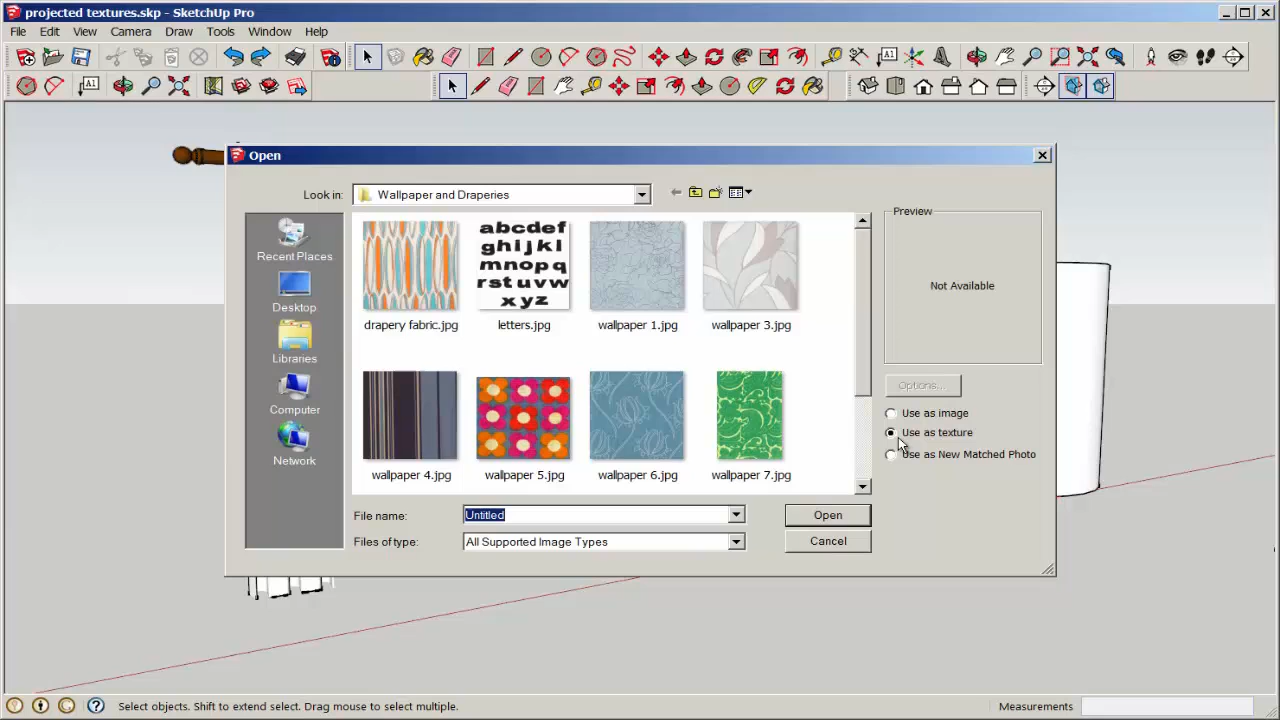 projected textures.skp - SketchUp Pro
File Edit View Camera Draw Tools Window Help
Open
Look in: Wallpaper and Draperies
Preview
Not Available
Recent Places
Desktop
Libraries
Computer
Network
abcdef
ghijkl
mnopq
rstuvw
xyz
drapery fabric.jpg letters.jpg wallpaper 1.jpg wallpaper 3.jpg
wallpaper 4.jpg wallpaper 5.jpg wallpaper 6.jpg wallpaper 7.jpg
Options...
Use as image
Use as texture
Use as New Matched Photo
File name: Untitled Open
Files of type: All Supported Image Types Cancel
Select objects. Shift to extend select. Drag mouse to select multiple. Measurements